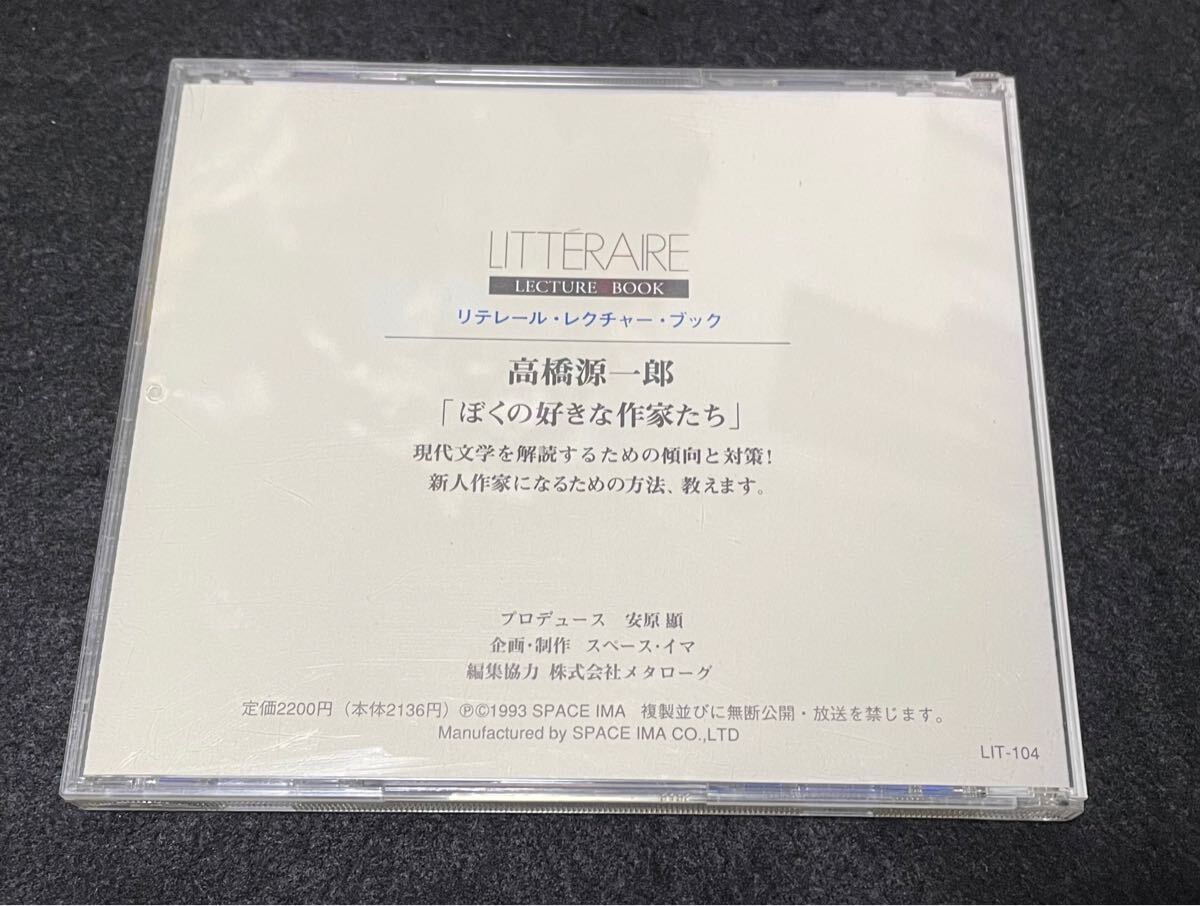 LITTÉRAIRE
LECTURE BOOK
リテレール・レクチャー・ブック
高橋源一郎
「ぼくの好きな作家たち」
現代文学を解読するための傾向と対策!
新人作家になるための方法、教えます。
プロデュース 安原 顯
企画・制作 スペース・イマ
編集協力 株式会社メタローグ
定価2200円（本体2136円）℗©1993 SPACE IMA 複製並びに無断公開・放送を禁じます。
Manufactured by SPACE IMA CO.,LTD
LIT-104